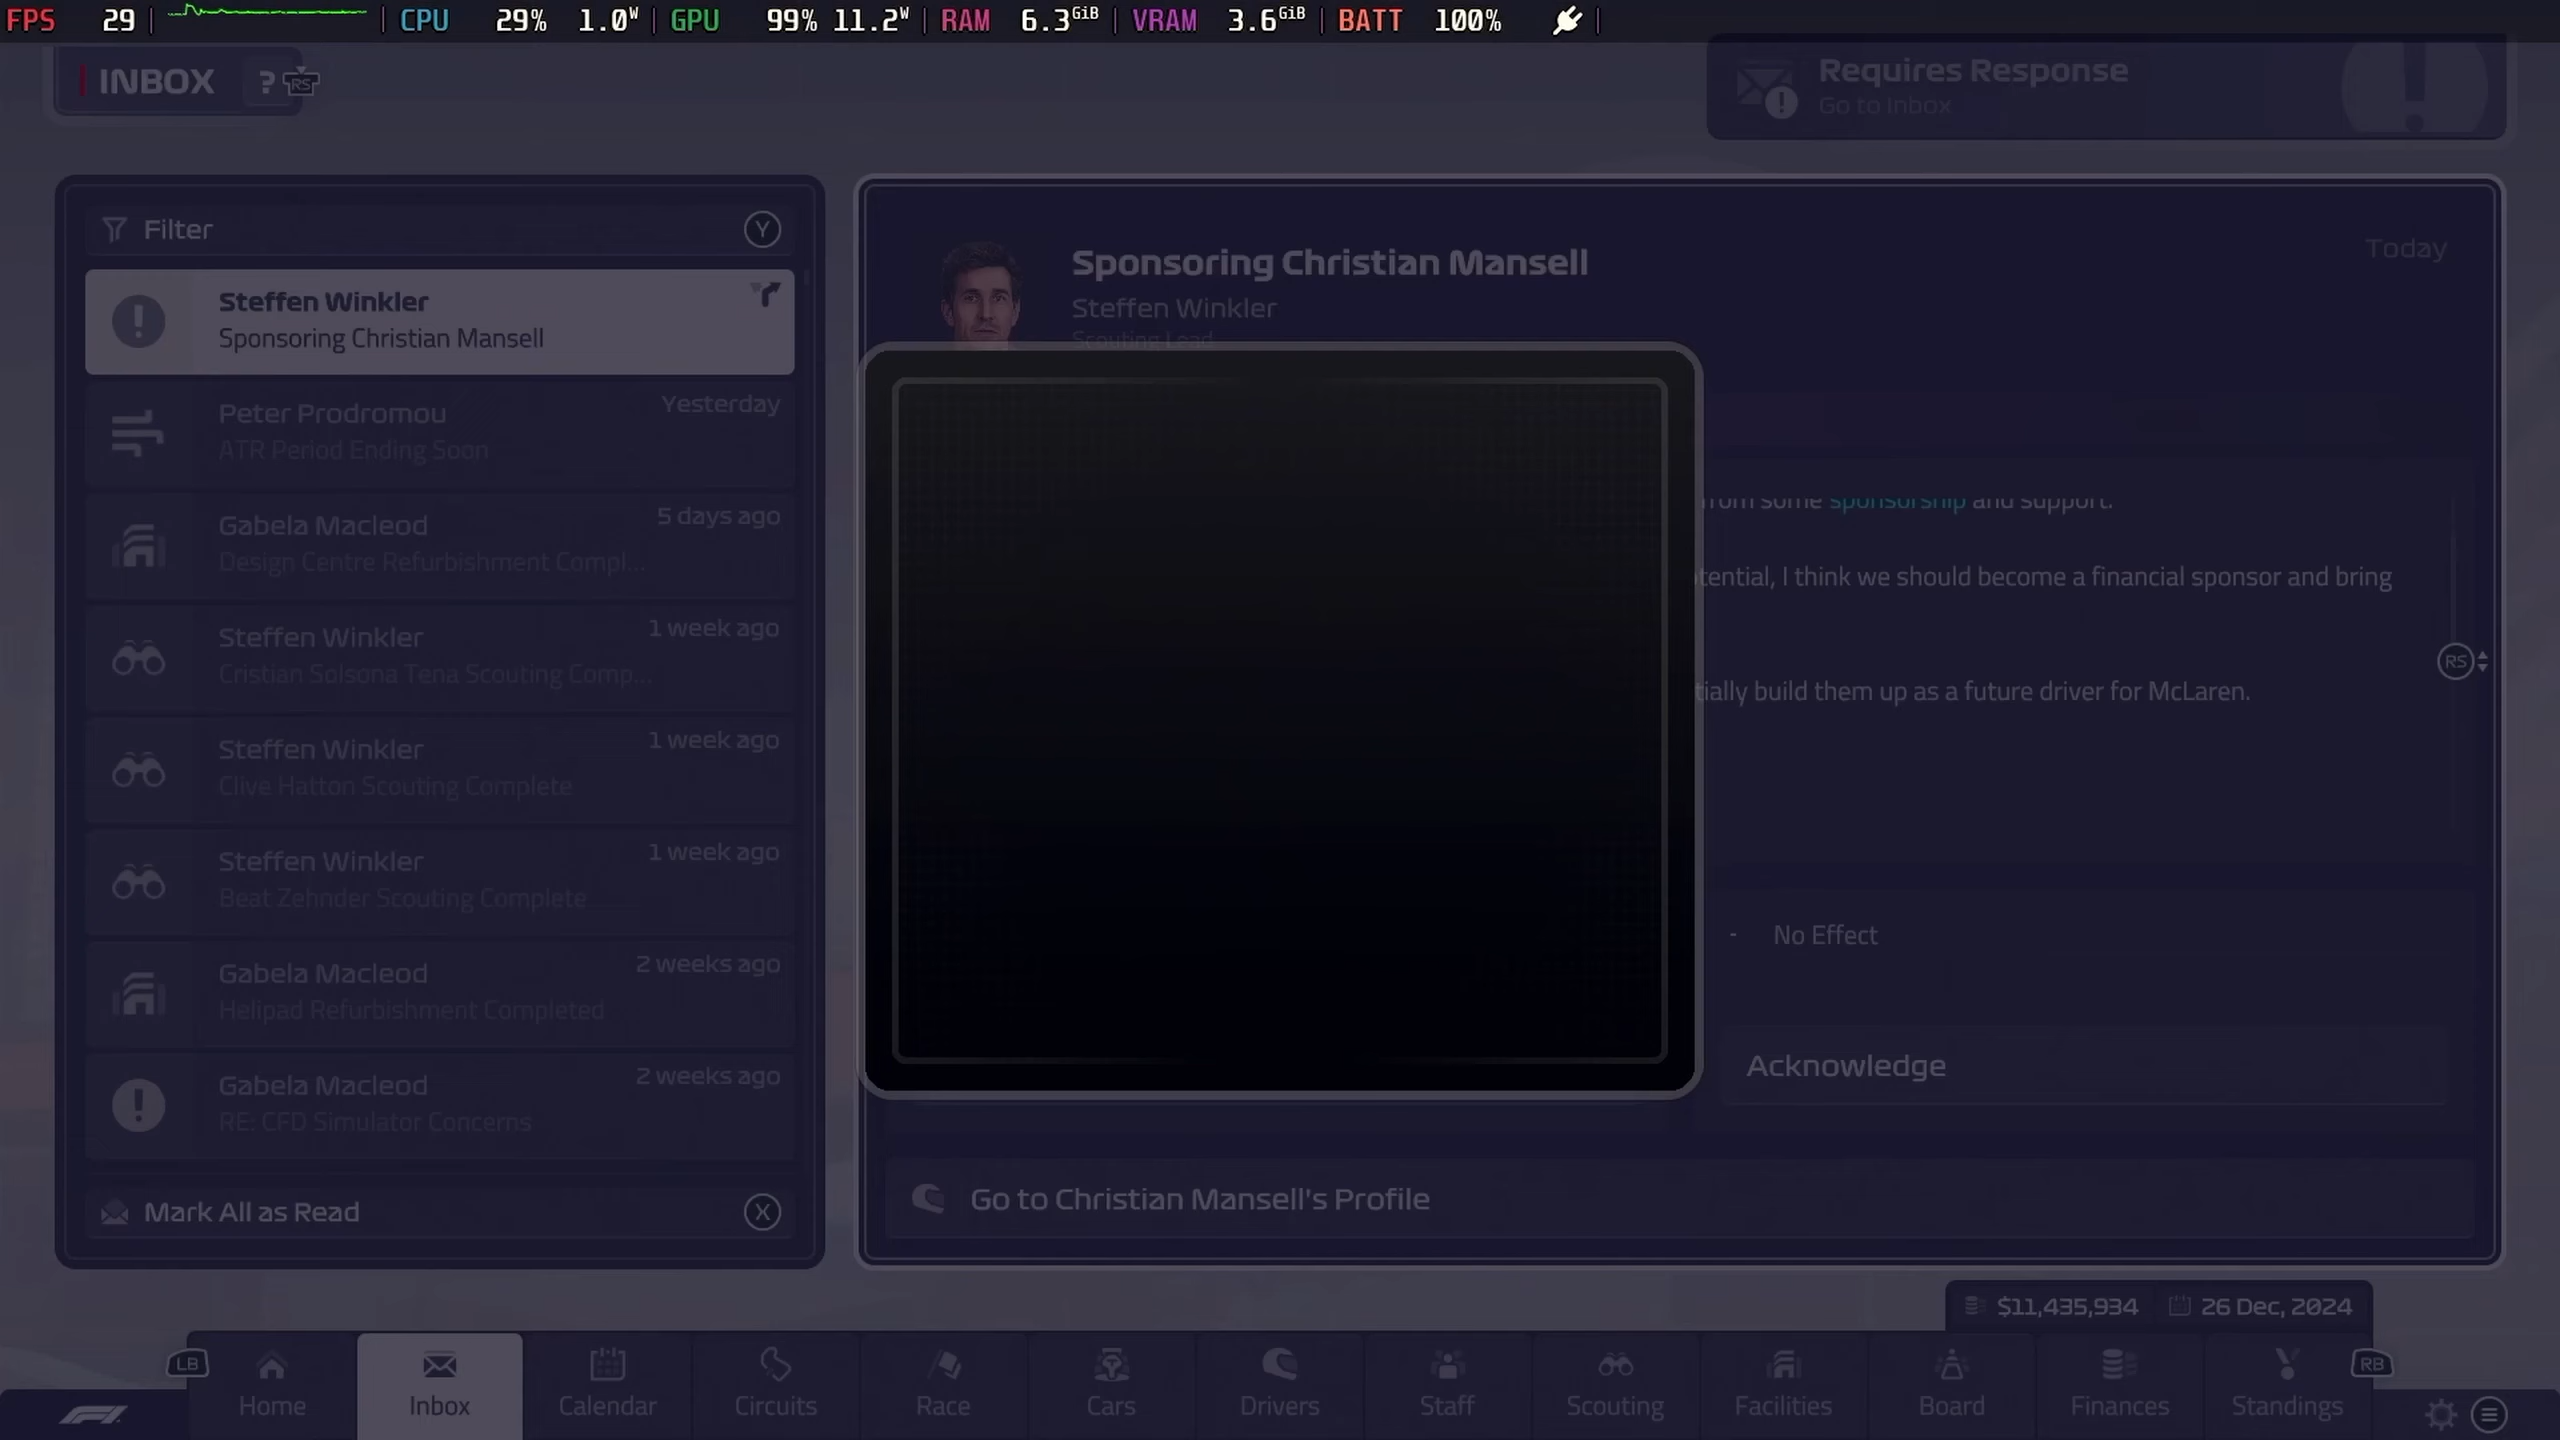 FPS 29 CPU 29% 1.0W GPU 99% 11.2W RAM 6.3GiB VRAM 3.6GiB BATT 100%
INBOX ? RS
Requires Response
Go to Inbox
Filter Y
Steffen Winkler
Sponsoring Christian Mansell
Peter Prodromou Yesterday
ATR Period Ending Soon
Gabela Macleod 5 days ago
Design Centre Refurbishment Compl...
Steffen Winkler 1 week ago
Cristian Solsona Tena Scouting Comp...
Steffen Winkler 1 week ago
Clive Hatton Scouting Complete
Steffen Winkler 1 week ago
Beat Zehnder Scouting Complete
Gabela Macleod 2 weeks ago
Helipad Refurbishment Completed
Gabela Macleod 2 weeks ago
RE: CFD Simulator Concerns
Mark All as Read X
Sponsoring Christian Mansell Today
Steffen Winkler
Scouting Lead
from some sponsorship and support.
tential, I think we should become a financial sponsor and bring
RS
tially build them up as a future driver for McLaren.
- No Effect
Acknowledge
Go to Christian Mansell's Profile
$11,435,934 26 Dec, 2024
LB Home Inbox Calendar Circuits Race Cars Drivers Staff Scouting Facilities Board Finances Standings RB